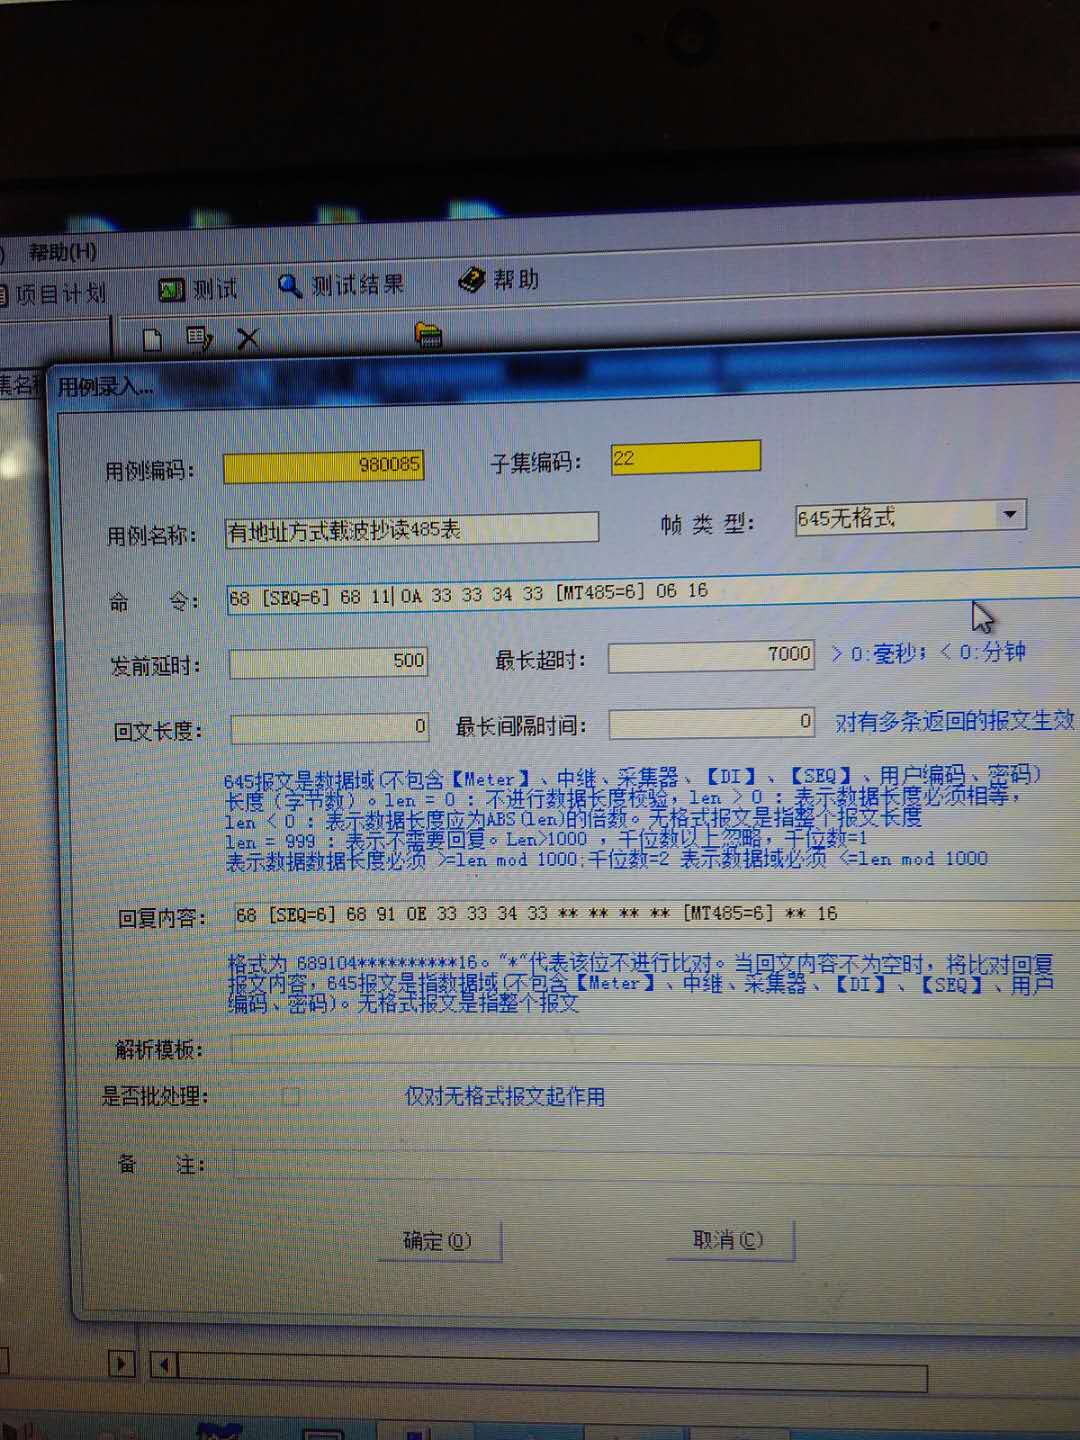 帮助(H)
项目计划 测试 测试结果 帮助
集名称
用例录入...
用例编码: 980085 子集编码: 22
用例名称: 有地址方式载波抄读485表 帧 类 型: 645无格式
命 令: 68 [SEQ=6] 68 11 0A 33 33 34 33 [MT485=6] 06 16
发前延时: 500 最长超时: 7000 > 0:毫秒; < 0:分钟
回文长度: 0 最长间隔时间: 0 对有多条返回的报文生效
645报文是数据域(不包含【Meter】、中继、采集器、【DI】、【SEQ】、用户编码、密码)
长度(字节数)。len = 0 : 不进行数据长度校验, len > 0 : 表示数据长度必须相等,
len < 0 : 表示数据长度应为ABS(len)的倍数。无格式报文是指整个报文长度
len = 999 : 表示不需要回复。Len>1000 , 千位数以上忽略, 千位数=1
表示数据数据长度必须 >=len mod 1000;千位数=2 表示数据域必须 <=len mod 1000
回复内容: 68 [SEQ=6] 68 91 0E 33 33 34 33 ** ** ** ** [MT485=6] ** 16
格式为 689104**********16。"*"代表该位不进行比对。当回文内容不为空时, 将比对回复
报文内容, 645报文是指数据域(不包含【Meter】、中继、采集器、【DI】、【SEQ】、用户
编码、密码)。无格式报文是指整个报文
解析模板:
是否批处理: 仅对无格式报文起作用
备 注:
确定(O) 取消(C)